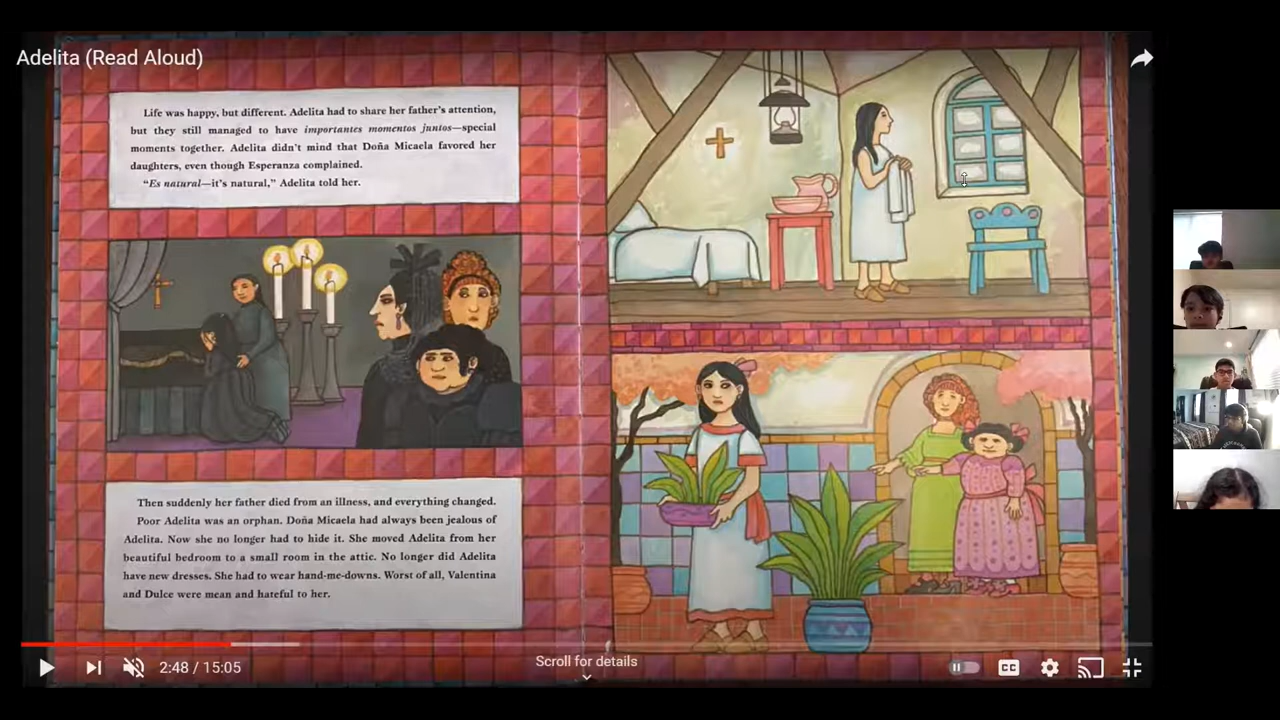 Adelita (Read Aloud)
Life was happy, but different. Adelita had to share her father's attention,
but they still managed to have importantes momentos juntos—special
moments together. Adelita didn't mind that Doña Micaela favored her
daughters, even though Esperanza complained.
“Es natural—it's natural,” Adelita told her.
Then suddenly her father died from an illness, and everything changed.
Poor Adelita was an orphan. Doña Micaela had always been jealous of
Adelita. Now she no longer had to hide it. She moved Adelita from her
beautiful bedroom to a small room in the attic. No longer did Adelita
have new dresses. She had to wear hand-me-downs. Worst of all, Valentina
and Dulce were mean and hateful to her.
2:48 / 15:05
Scroll for details
CC